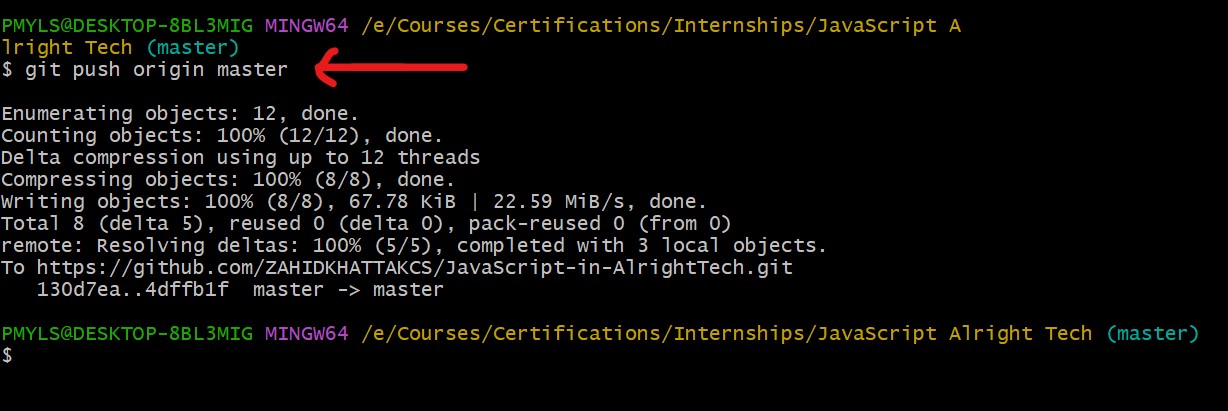 PMYLS@DESKTOP-8BL3MIG MINGW64 /e/Courses/Certifications/Internships/JavaScript A
lright Tech (master)
$ git push origin master
Enumerating objects: 12, done.
Counting objects: 100% (12/12), done.
Delta compression using up to 12 threads
Compressing objects: 100% (8/8), done.
Writing objects: 100% (8/8), 67.78 KiB | 22.59 MiB/s, done.
Total 8 (delta 5), reused 0 (delta 0), pack-reused 0 (from 0)
remote: Resolving deltas: 100% (5/5), completed with 3 local objects.
To https://github.com/ZAHIDKHATTAKCS/JavaScript-in-AlrightTech.git
   130d7ea..4dffb1f  master -> master
PMYLS@DESKTOP-8BL3MIG MINGW64 /e/Courses/Certifications/Internships/JavaScript Alright Tech (master)
$